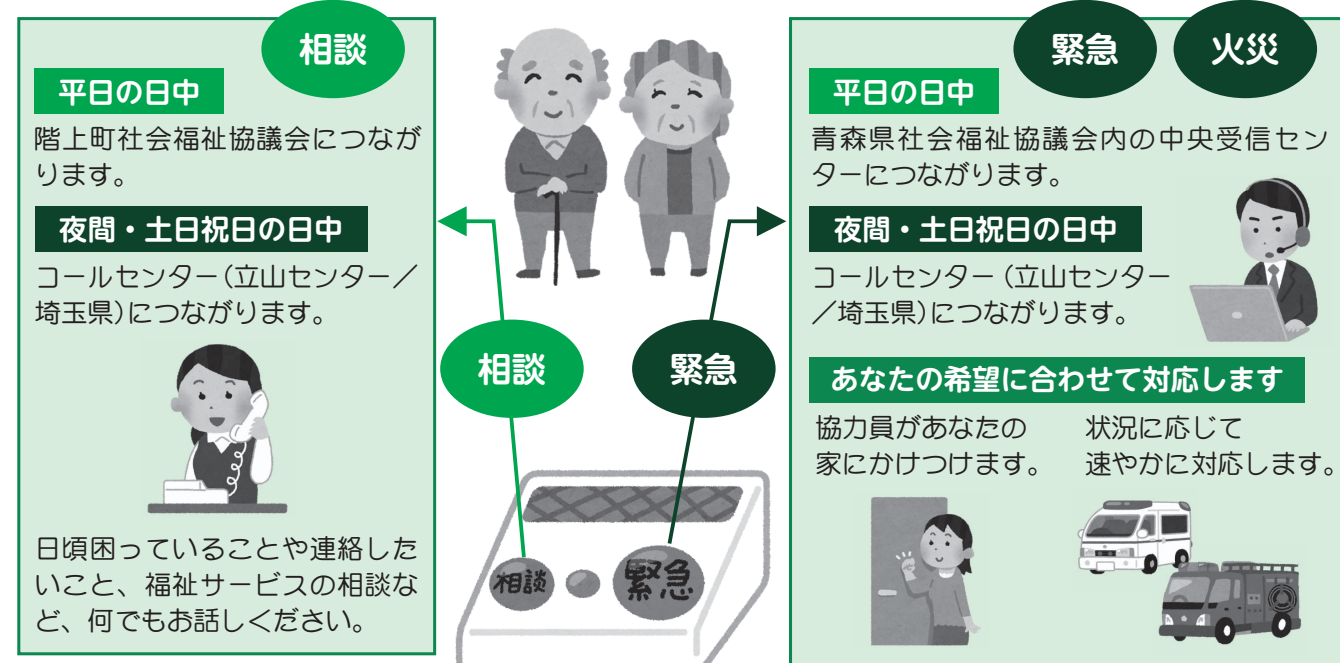 相談
平日の日中
階上町社会福祉協議会につなが
ります。
夜間・土日祝日の日中
コールセンター(立山センター/
埼玉県)につながります。
日頃困っていることや連絡した
いこと、福祉サービスの相談な
ど、何でもお話しください。
相談
緊急
相談
緊急
緊急
火災
平日の日中
青森県社会福祉協議会内の中央受信セン
ターにつながります。
夜間・土日祝日の日中
コールセンター(立山センター
/埼玉県)につながります。
あなたの希望に合わせて対応します
協力員があなたの
家にかけつけます。
状況に応じて
速やかに対応します。